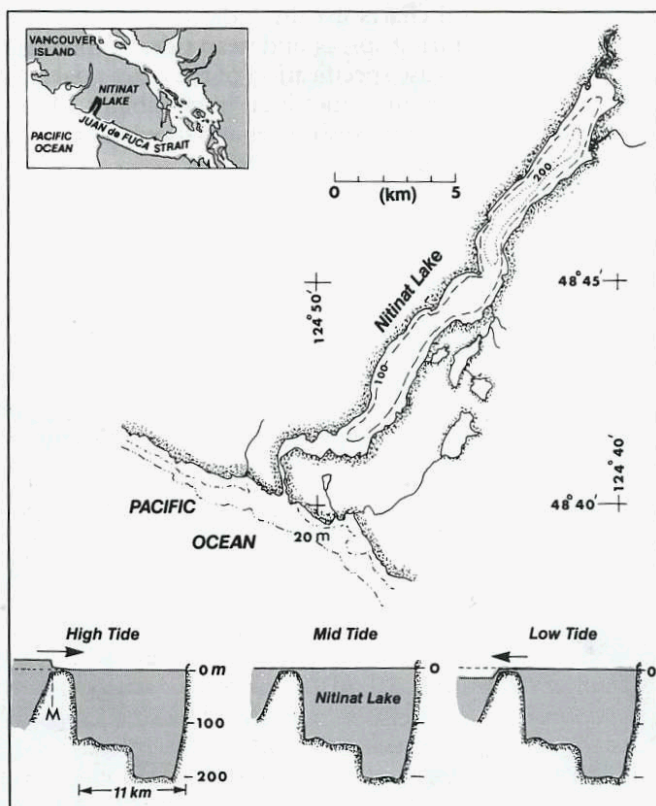 VANCOUVER
ISLAND
NITINAT
LAKE
JUAN de FUCA STRAIT
PACIFIC
OCEAN
0 5
(km)
200
Nitinat Lake
124° 50′
48° 45′
100
124° 40′
48° 40′
PACIFIC
OCEAN
20 m
High Tide
Mid Tide
Low Tide
0 m
0
0
M
Nitinat Lake
100
200
11 km